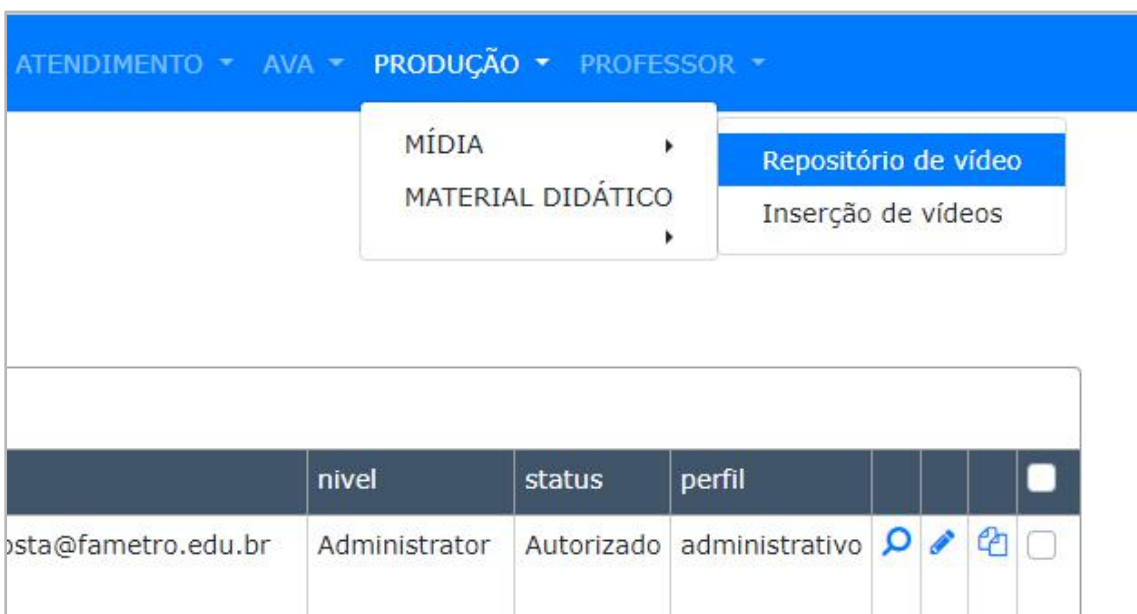 ATENDIMENTO AVA PRODUÇÃO PROFESSOR
MÍDIA
MATERIAL DIDÁTICO
Repositório de vídeo
Inserção de vídeos
nivel status perfil
osta@fametro.edu.br Administrator Autorizado administrativo